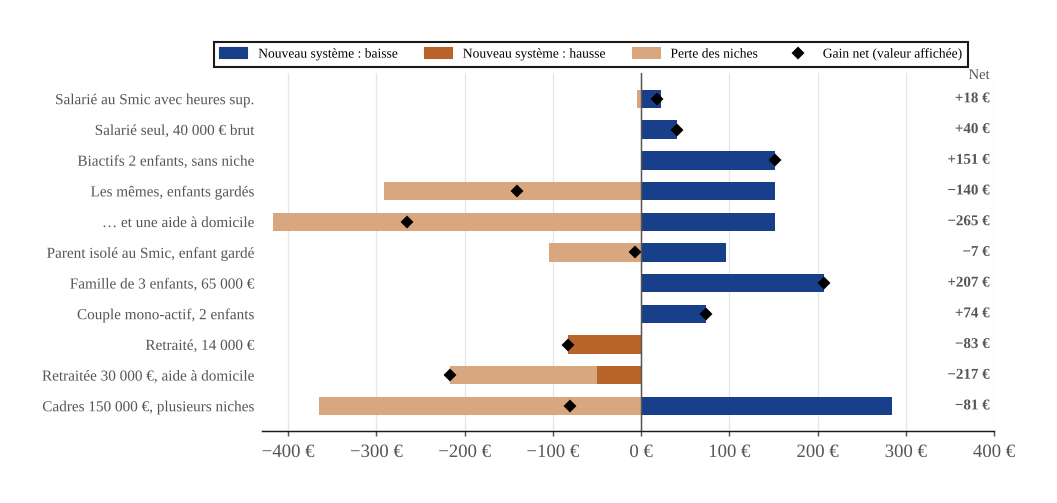 Nouveau système : baisse Nouveau système : hausse Perte des niches Gain net (valeur affichée)
Net
Salarié au Smic avec heures sup. +18 €
Salarié seul, 40 000 € brut +40 €
Biactifs 2 enfants, sans niche +151 €
Les mêmes, enfants gardés −140 €
… et une aide à domicile −265 €
Parent isolé au Smic, enfant gardé −7 €
Famille de 3 enfants, 65 000 € +207 €
Couple mono-actif, 2 enfants +74 €
Retraité, 14 000 € −83 €
Retraitée 30 000 €, aide à domicile −217 €
Cadres 150 000 €, plusieurs niches −81 €
−400 € −300 € −200 € −100 € 0 € 100 € 200 € 300 € 400 €